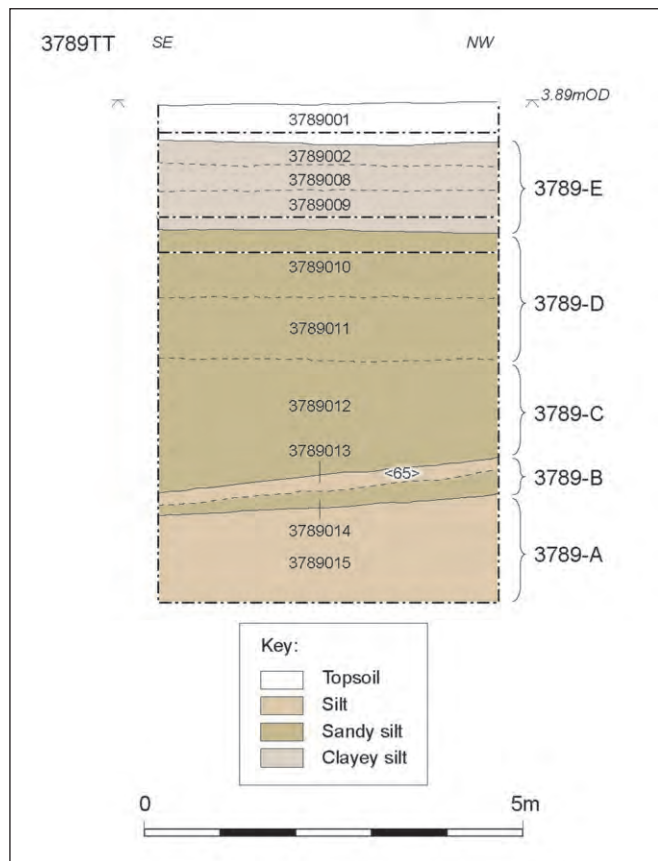 3789TT SE NW
3.89mOD
3789001
3789002
3789008
3789009
3789-E
3789010
3789011
3789-D
3789012
3789-C
3789013
<65>
3789-B
3789014
3789015
3789-A
Key:
Topsoil
Silt
Sandy silt
Clayey silt
0 5m